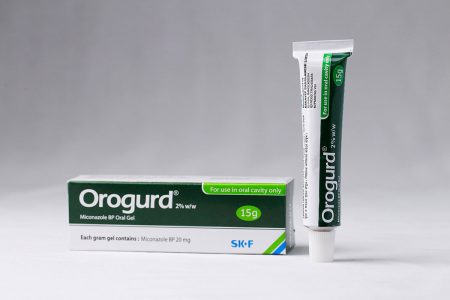 Orogurd® 2% w/w
Miconazole BP Oral Gel
For use in oral cavity only
15g
Each gram gel contains : Miconazole BP 20 mg
SK+F
Orogurd® 2% w/w
For use in oral cavity only
15g